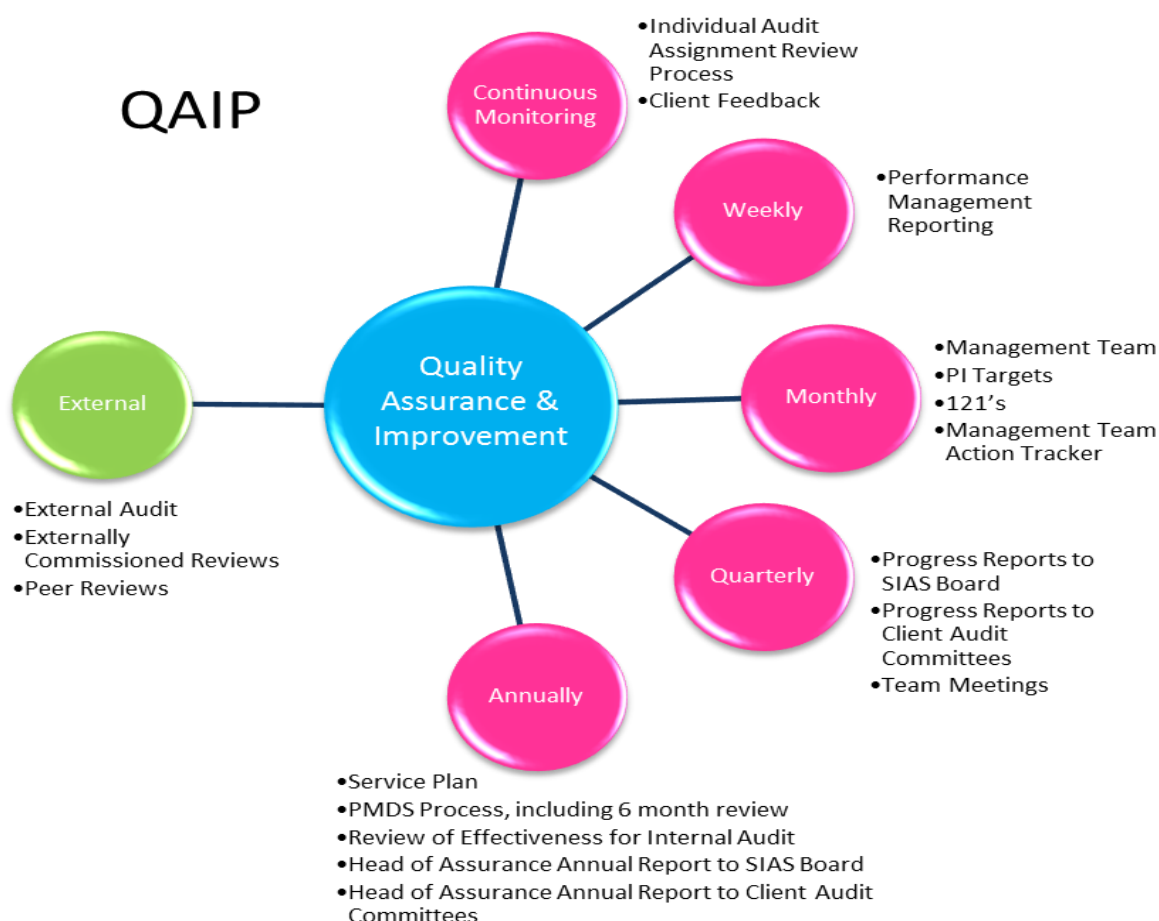 QAIP
Continuous
Monitoring
•Individual Audit
Assignment Review
Process
•Client Feedback
Weekly
•Performance
Management
Reporting
Monthly
•Management Team
•PI Targets
•121’s
•Management Team
Action Tracker
Quality
Assurance &
Improvement
External
•External Audit
•Externally
Commissioned Reviews
•Peer Reviews
Quarterly
•Progress Reports to
SIAS Board
•Progress Reports to
Client Audit
Committees
•Team Meetings
Annually
•Service Plan
•PMDS Process, including 6 month review
•Review of Effectiveness for Internal Audit
•Head of Assurance Annual Report to SIAS Board
•Head of Assurance Annual Report to Client Audit
Committees